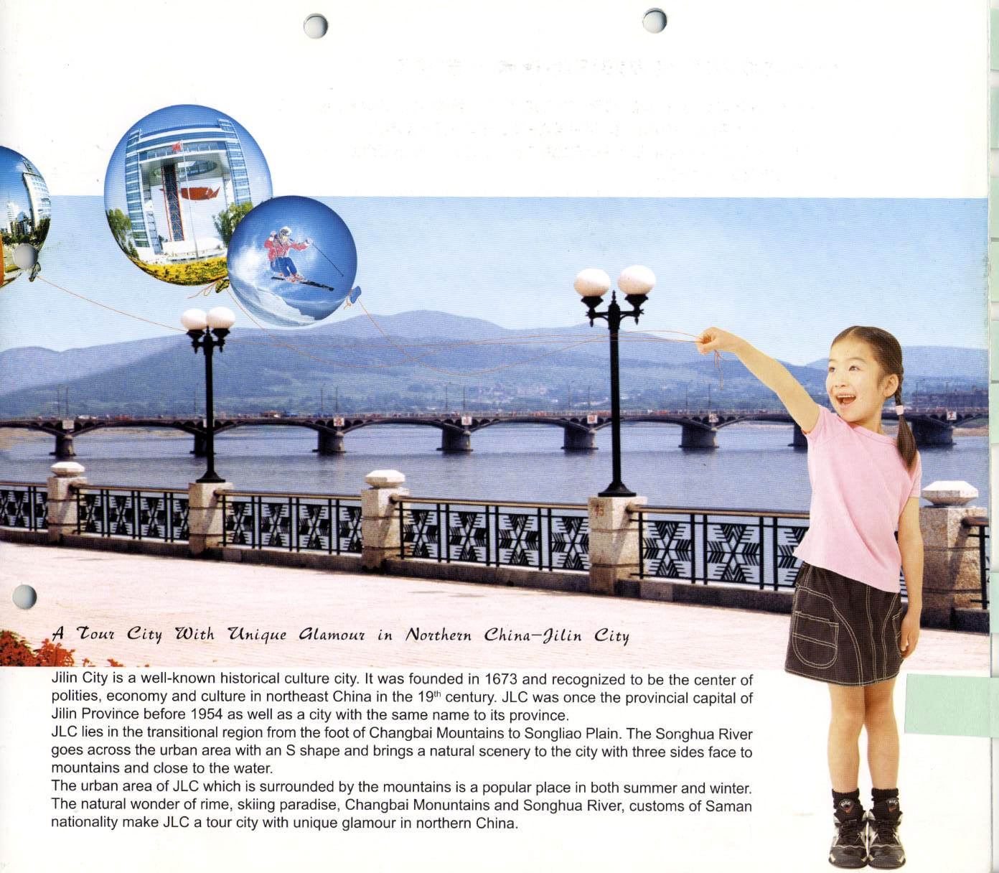 A Tour City With Unique Glamour in Northern China—Jilin City
Jilin City is a well-known historical culture city. It was founded in 1673 and recognized to be the center of
polities, economy and culture in northeast China in the 19th century. JLC was once the provincial capital of
Jilin Province before 1954 as well as a city with the same name to its province.
JLC lies in the transitional region from the foot of Changbai Mountains to Songliao Plain. The Songhua River
goes across the urban area with an S shape and brings a natural scenery to the city with three sides face to
mountains and close to the water.
The urban area of JLC which is surrounded by the mountains is a popular place in both summer and winter.
The natural wonder of rime, skiing paradise, Changbai Monuntains and Songhua River, customs of Saman
nationality make JLC a tour city with unique glamour in northern China.